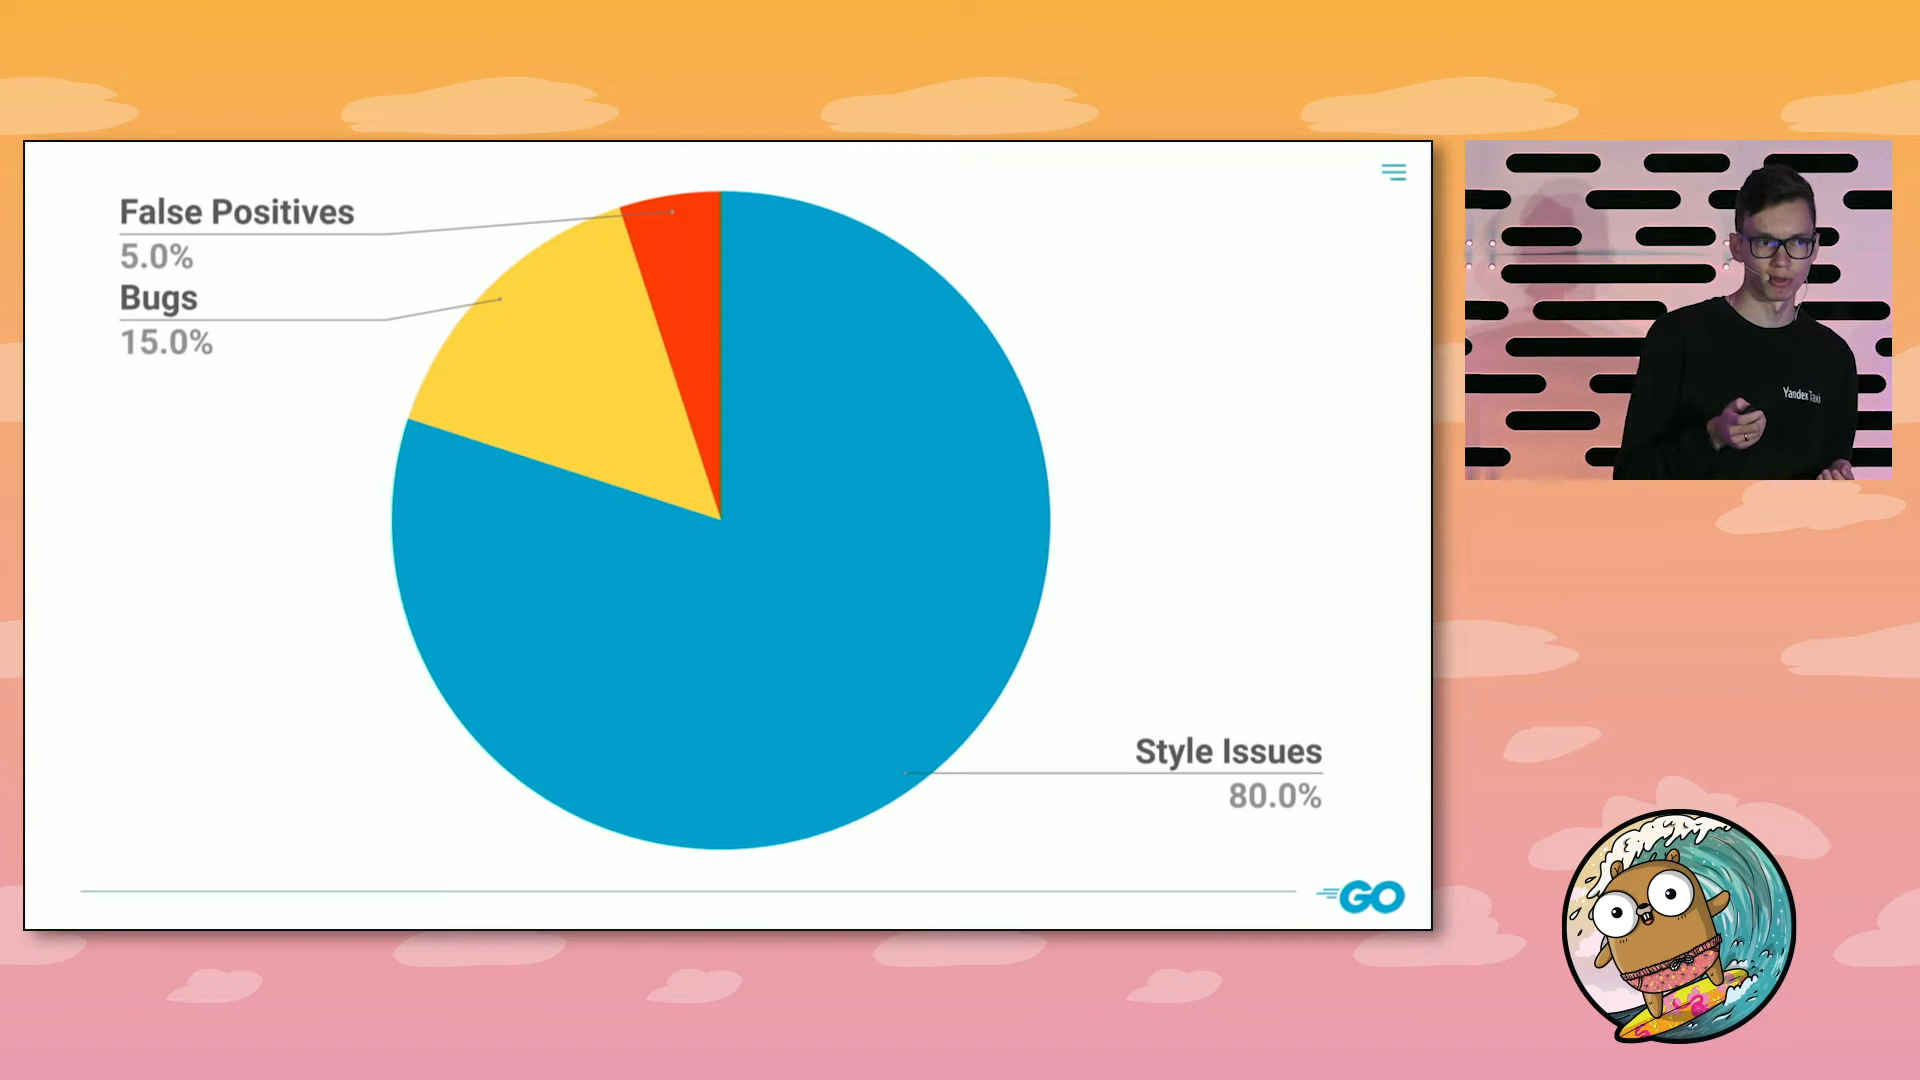 False Positives
5.0%
Bugs
15.0%
Style Issues
80.0%
GO
Yandex Taxi